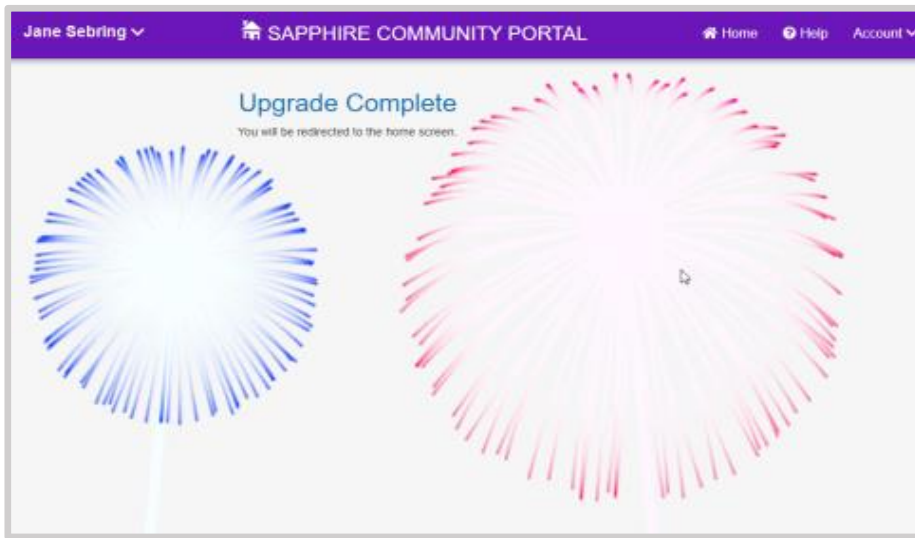 Jane Sebring
SAPPHIRE COMMUNITY PORTAL
Home
Help
Account
Upgrade Complete
You will be redirected to the home screen.